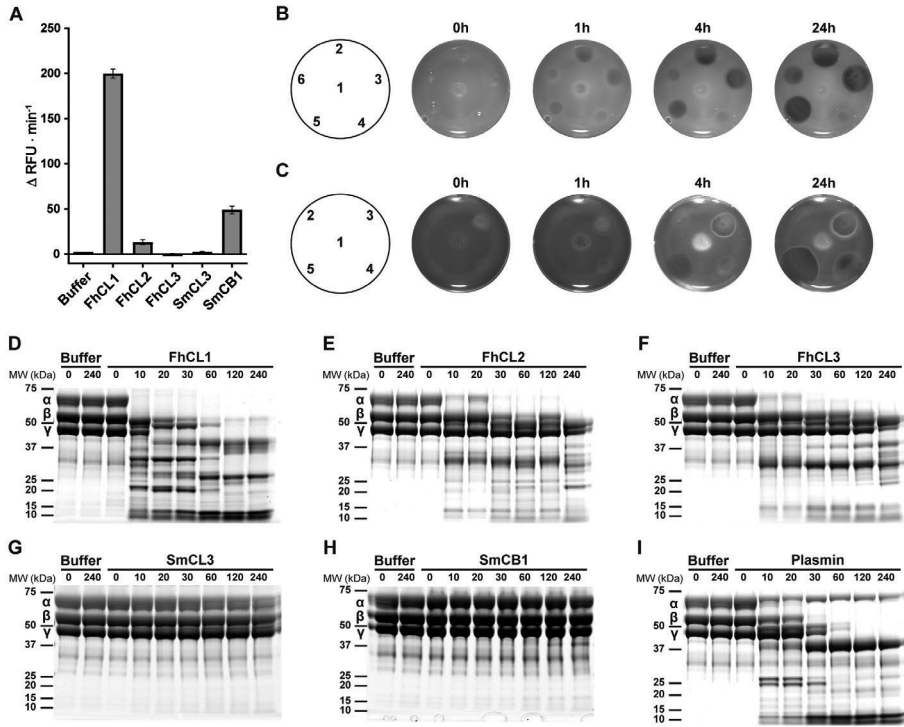 A
Δ RFU · min⁻¹
200
150
100
50
0
Buffer
FhCL1
FhCL2
FhCL3
SmCL3
SmCB1
B
0h 1h 4h 24h
2
6 3
1
5 4
C
0h 1h 4h 24h
2 3
1
5 4
D
Buffer FhCL1
MW (kDa) 0 240 0 10 20 30 60 120 240
75
α
β
50
γ
37
25
20
15
10
E
Buffer FhCL2
MW (kDa) 0 240 0 10 20 30 60 120 240
75
α
β
50
γ
37
25
20
15
10
F
Buffer FhCL3
MW (kDa) 0 240 0 10 20 30 60 120 240
75
α
β
50
γ
37
25
20
15
10
G
Buffer SmCL3
MW (kDa) 0 240 0 10 20 30 60 120 240
75
α
β
50
γ
37
25
20
15
10
H
Buffer SmCB1
MW (kDa) 0 240 0 10 20 30 60 120 240
75
α
β
50
γ
37
25
20
15
10
I
Buffer Plasmin
MW (kDa) 0 240 0 10 20 30 60 120 240
75
α
β
50
γ
37
25
20
15
10